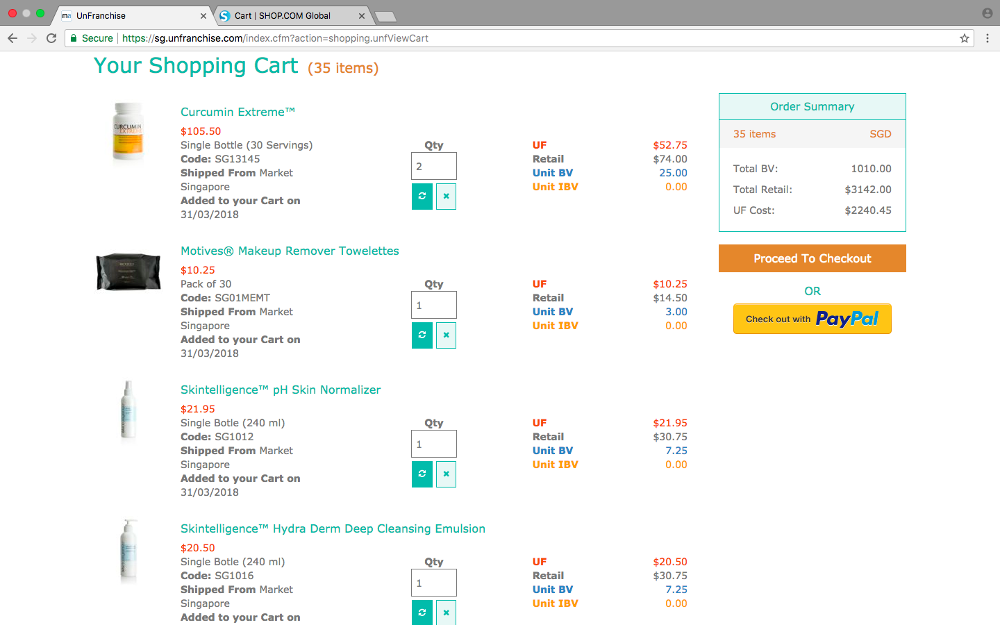 UnFranchise
Cart | SHOP.COM Global
Secure
https://sg.unfranchise.com/index.cfm?action=shopping.unfViewCart
Your Shopping Cart (35 items)
CURCUMIN
EXTREME
Curcumin Extreme™
$105.50
Single Bottle (30 Servings)
Code: SG13145
Shipped From Market
Singapore
Added to your Cart on
31/03/2018
Qty
2
UF $52.75
Retail $74.00
Unit BV 25.00
Unit IBV 0.00
Motives® Makeup Remover Towelettes
$10.25
Pack of 30
Code: SG01MEMT
Shipped From Market
Singapore
Added to your Cart on
31/03/2018
Qty
1
UF $10.25
Retail $14.50
Unit BV 3.00
Unit IBV 0.00
Skintelligence™ pH Skin Normalizer
$21.95
Single Botle (240 ml)
Code: SG1012
Shipped From Market
Singapore
Added to your Cart on
31/03/2018
Qty
1
UF $21.95
Retail $30.75
Unit BV 7.25
Unit IBV 0.00
Skintelligence™ Hydra Derm Deep Cleansing Emulsion
$20.50
Single Botle (240 ml)
Code: SG1016
Shipped From Market
Singapore
Added to your Cart on
Qty
1
UF $20.50
Retail $30.75
Unit BV 7.25
Unit IBV 0.00
Order Summary
35 items SGD
Total BV: 1010.00
Total Retail: $3142.00
UF Cost: $2240.45
Proceed To Checkout
OR
Check out with PayPal